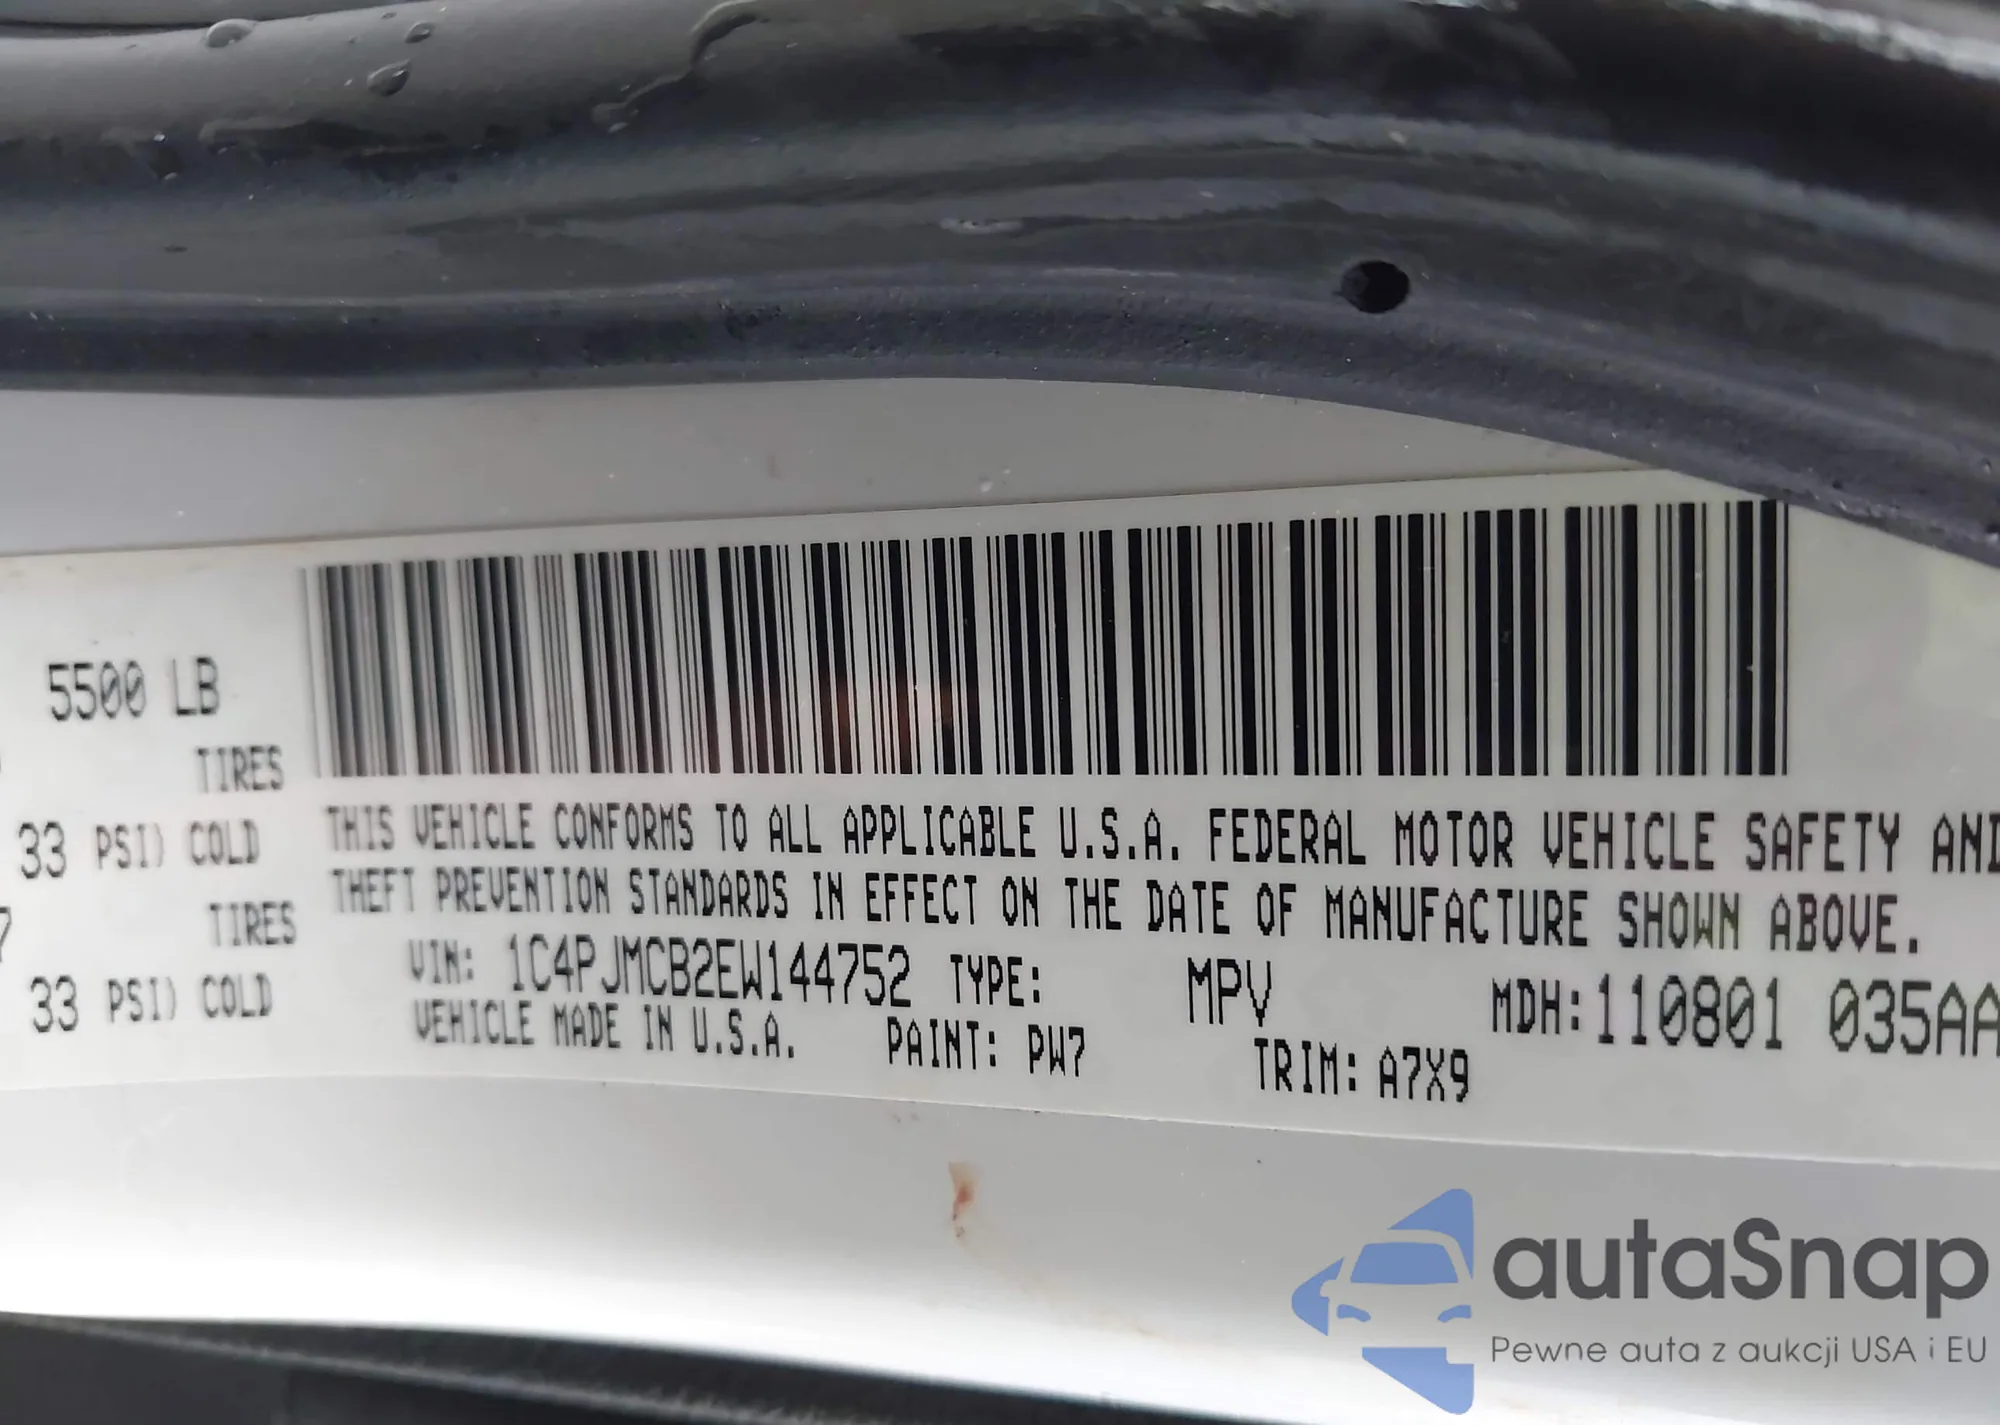 5500 LB
TIRES
33 PSI) COLD
7 TIRES
33 PSI) COLD
THIS VEHICLE CONFORMS TO ALL APPLICABLE U.S.A. FEDERAL MOTOR VEHICLE SAFETY AND
THEFT PREVENTION STANDARDS IN EFFECT ON THE DATE OF MANUFACTURE SHOWN ABOVE.
VIN: 1C4PJMCB2EW144752 TYPE: MPV MDH:110801 035AA
VEHICLE MADE IN U.S.A. PAINT: PW7 TRIM: A7X9
autaSnap
Pewne auta z aukcji USA i EU